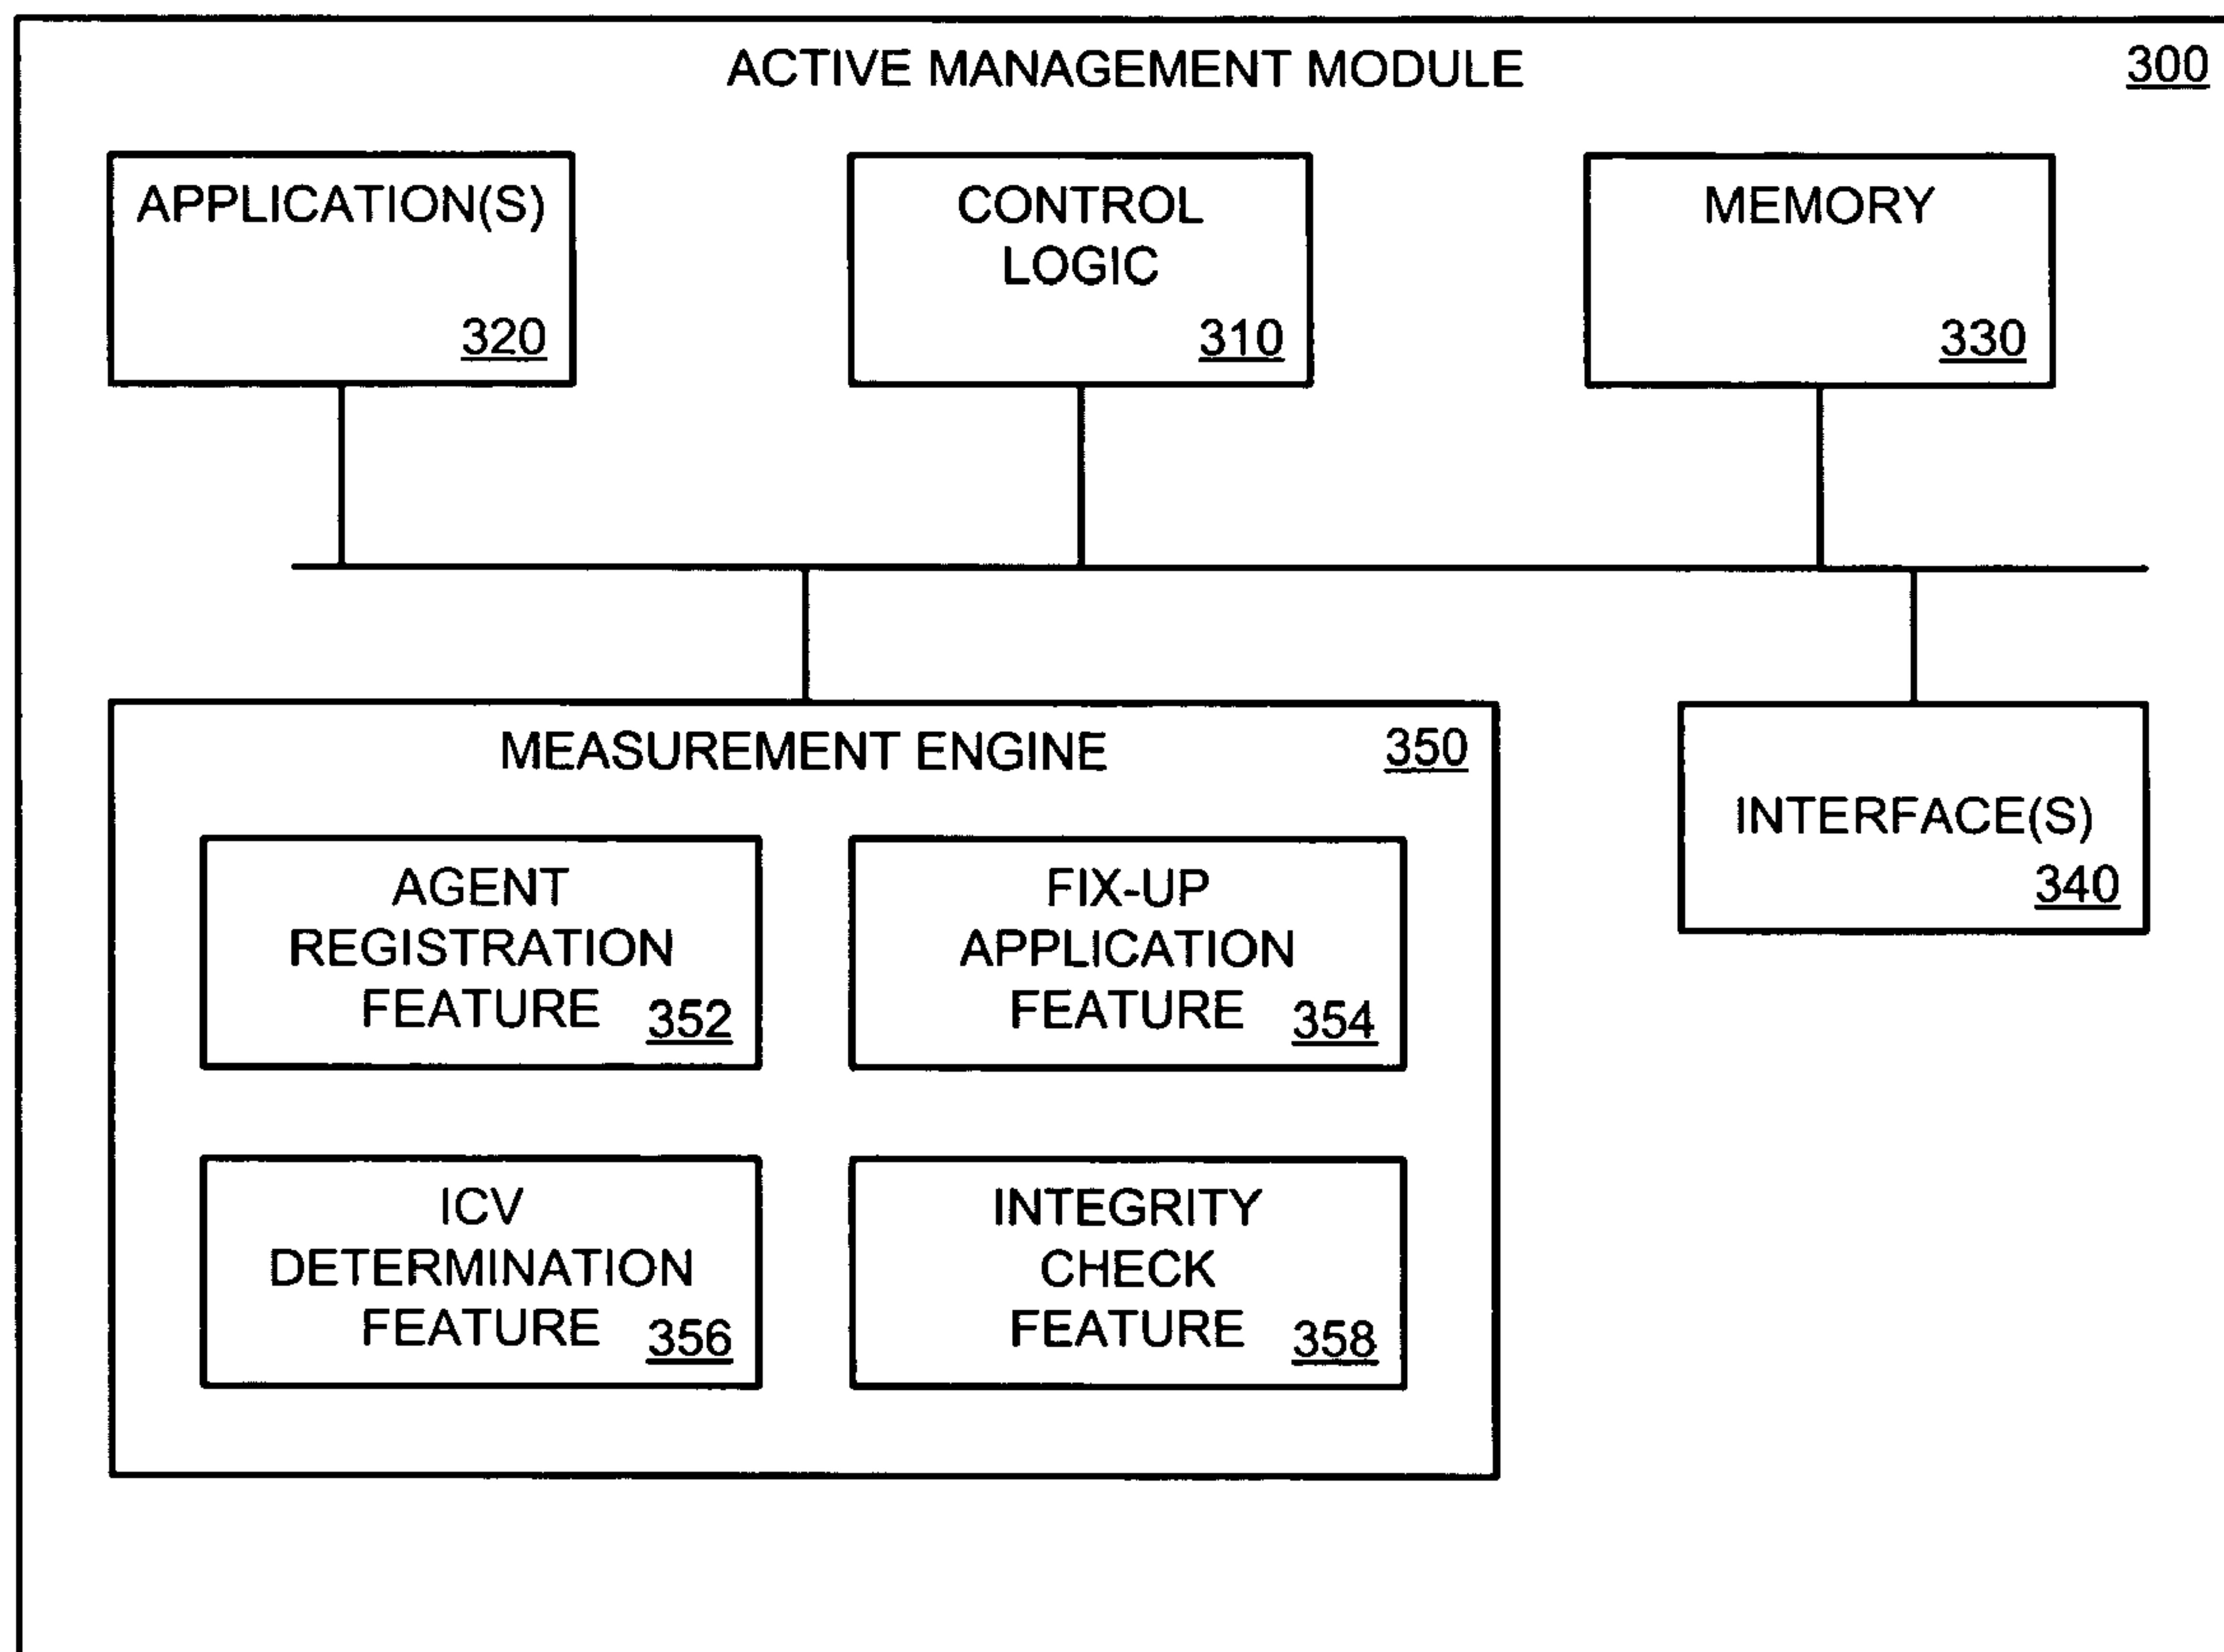 ACTIVE MANAGEMENT MODULE 300
APPLICATION(S)
320
CONTROL
LOGIC
310
MEMORY
330
MEASUREMENT ENGINE 350
AGENT
REGISTRATION
FEATURE 352
FIX-UP
APPLICATION
FEATURE 354
ICV
DETERMINATION
FEATURE 356
INTEGRITY
CHECK
FEATURE 358
INTERFACE(S)
340